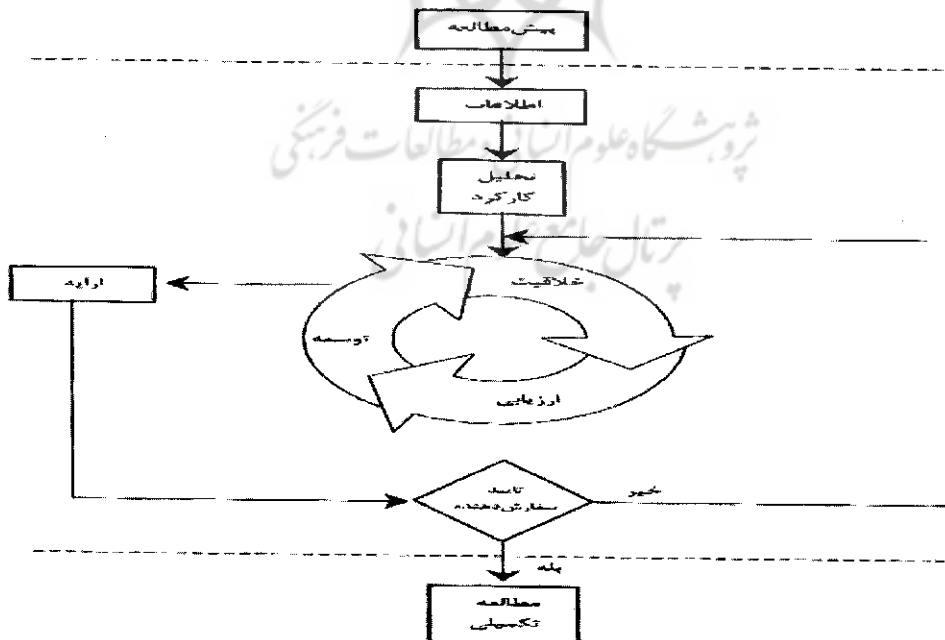 پیش‌مطالعه
اطلاعات
پژوهشگاه علوم انسانی و مطالعات فرهنگی
تحلیل
کارکرد
پرتال جامع علوم انسانی
خلاقیت
ارایه
توسعه
ارزیابی
تایید
سفارش‌دهنده
خیر
بله
مطالعه
تکمیلی